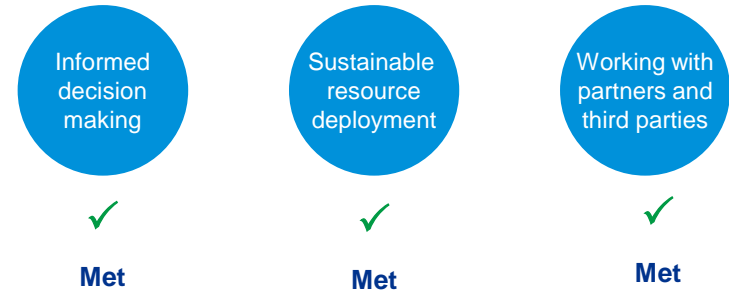 Informed
decision
making
Sustainable
resource
deployment
Working with
partners and
third parties
✓
✓
✓
Met
Met
Met